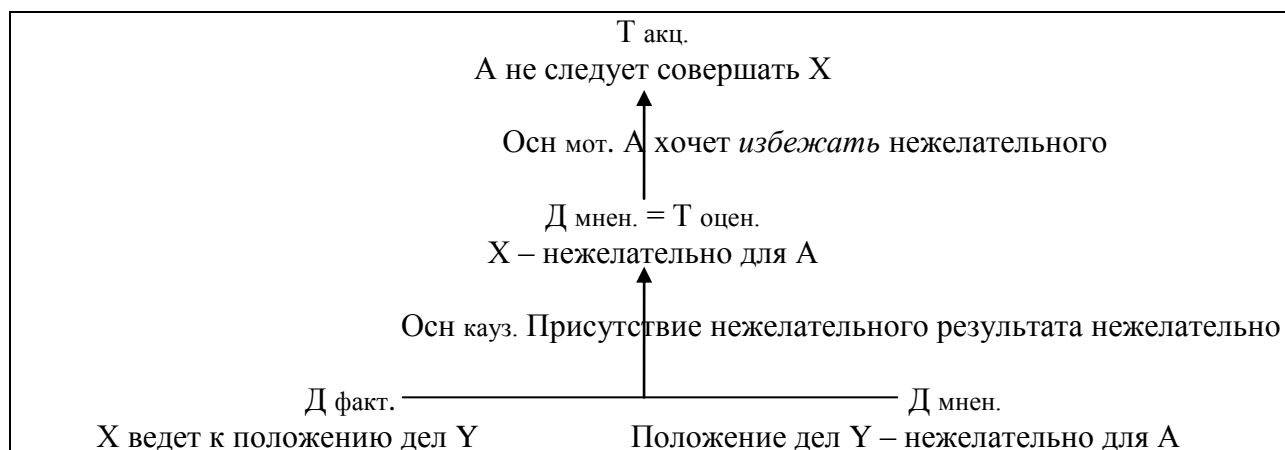 Т акц.
А не следует совершать X
Осн мот. А хочет избежать нежелательного
Д мнен. = Т оцен.
X – нежелательно для А
Осн кауз. Присутствие нежелательного результата нежелательно
Д факт. Д мнен.
X ведет к положению дел Y Положение дел Y – нежелательно для А